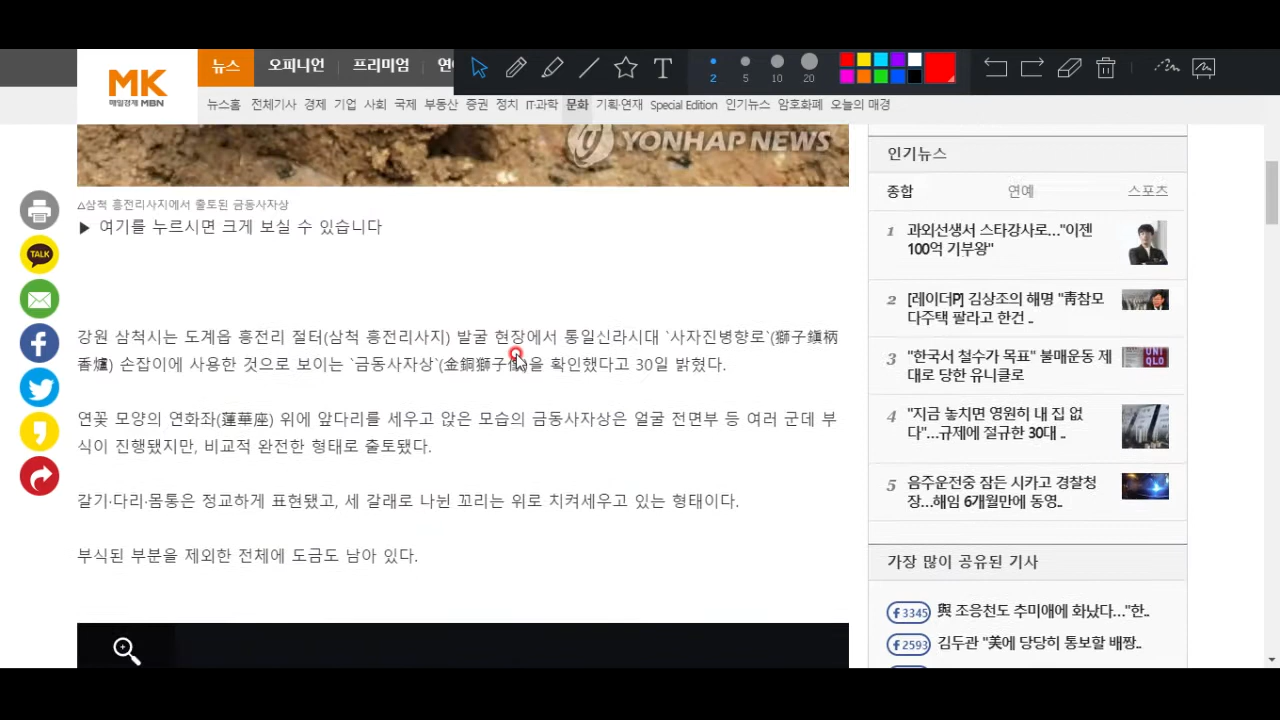 MK
매일경제 MBN
뉴스 오피니언 프리미엄
2 5 10 20
뉴스홈 전체기사 경제 기업 사회 국제 부동산 증권 정치 IT·과학 문화 기획·연재 Special Edition 인기뉴스 암호화폐 오늘의 매경
YONHAP NEWS
△삼척 흥전리사지에서 출토된 금동사자상
▶ 여기를 누르시면 크게 보실 수 있습니다
TALK
강원 삼척시는 도계읍 흥전리 절터(삼척 흥전리사지) 발굴 현장에서 통일신라시대 `사자진병향로`(獅子鎭柄
香爐) 손잡이에 사용한 것으로 보이는 `금동사자상`(金銅獅子像)을 확인했다고 30일 밝혔다.
연꽃 모양의 연화좌(蓮華座) 위에 앞다리를 세우고 앉은 모습의 금동사자상은 얼굴 전면부 등 여러 군데 부
식이 진행됐지만, 비교적 완전한 형태로 출토됐다.
갈기·다리·몸통은 정교하게 표현됐고, 세 갈래로 나뉜 꼬리는 위로 치켜세우고 있는 형태이다.
부식된 부분을 제외한 전체에 도금도 남아 있다.
인기뉴스
종합 연예 스포츠
1 과외선생서 스타강사로…"이젠
100억 기부왕"
2 [레이더P] 김상조의 해명 "靑참모
다주택 팔라고 한건 ..
3 "한국서 철수가 목표" 불매운동 제
대로 당한 유니클로
4 "지금 놓치면 영원히 내 집 없
다"…규제에 절규한 30대 ..
5 음주운전중 잠든 시카고 경찰청
장…해임 6개월만에 동영..
가장 많이 공유된 기사
3345 與 조응천도 추미애에 화났다…"한..
2593 김두관 "美에 당당히 통보할 배짱..